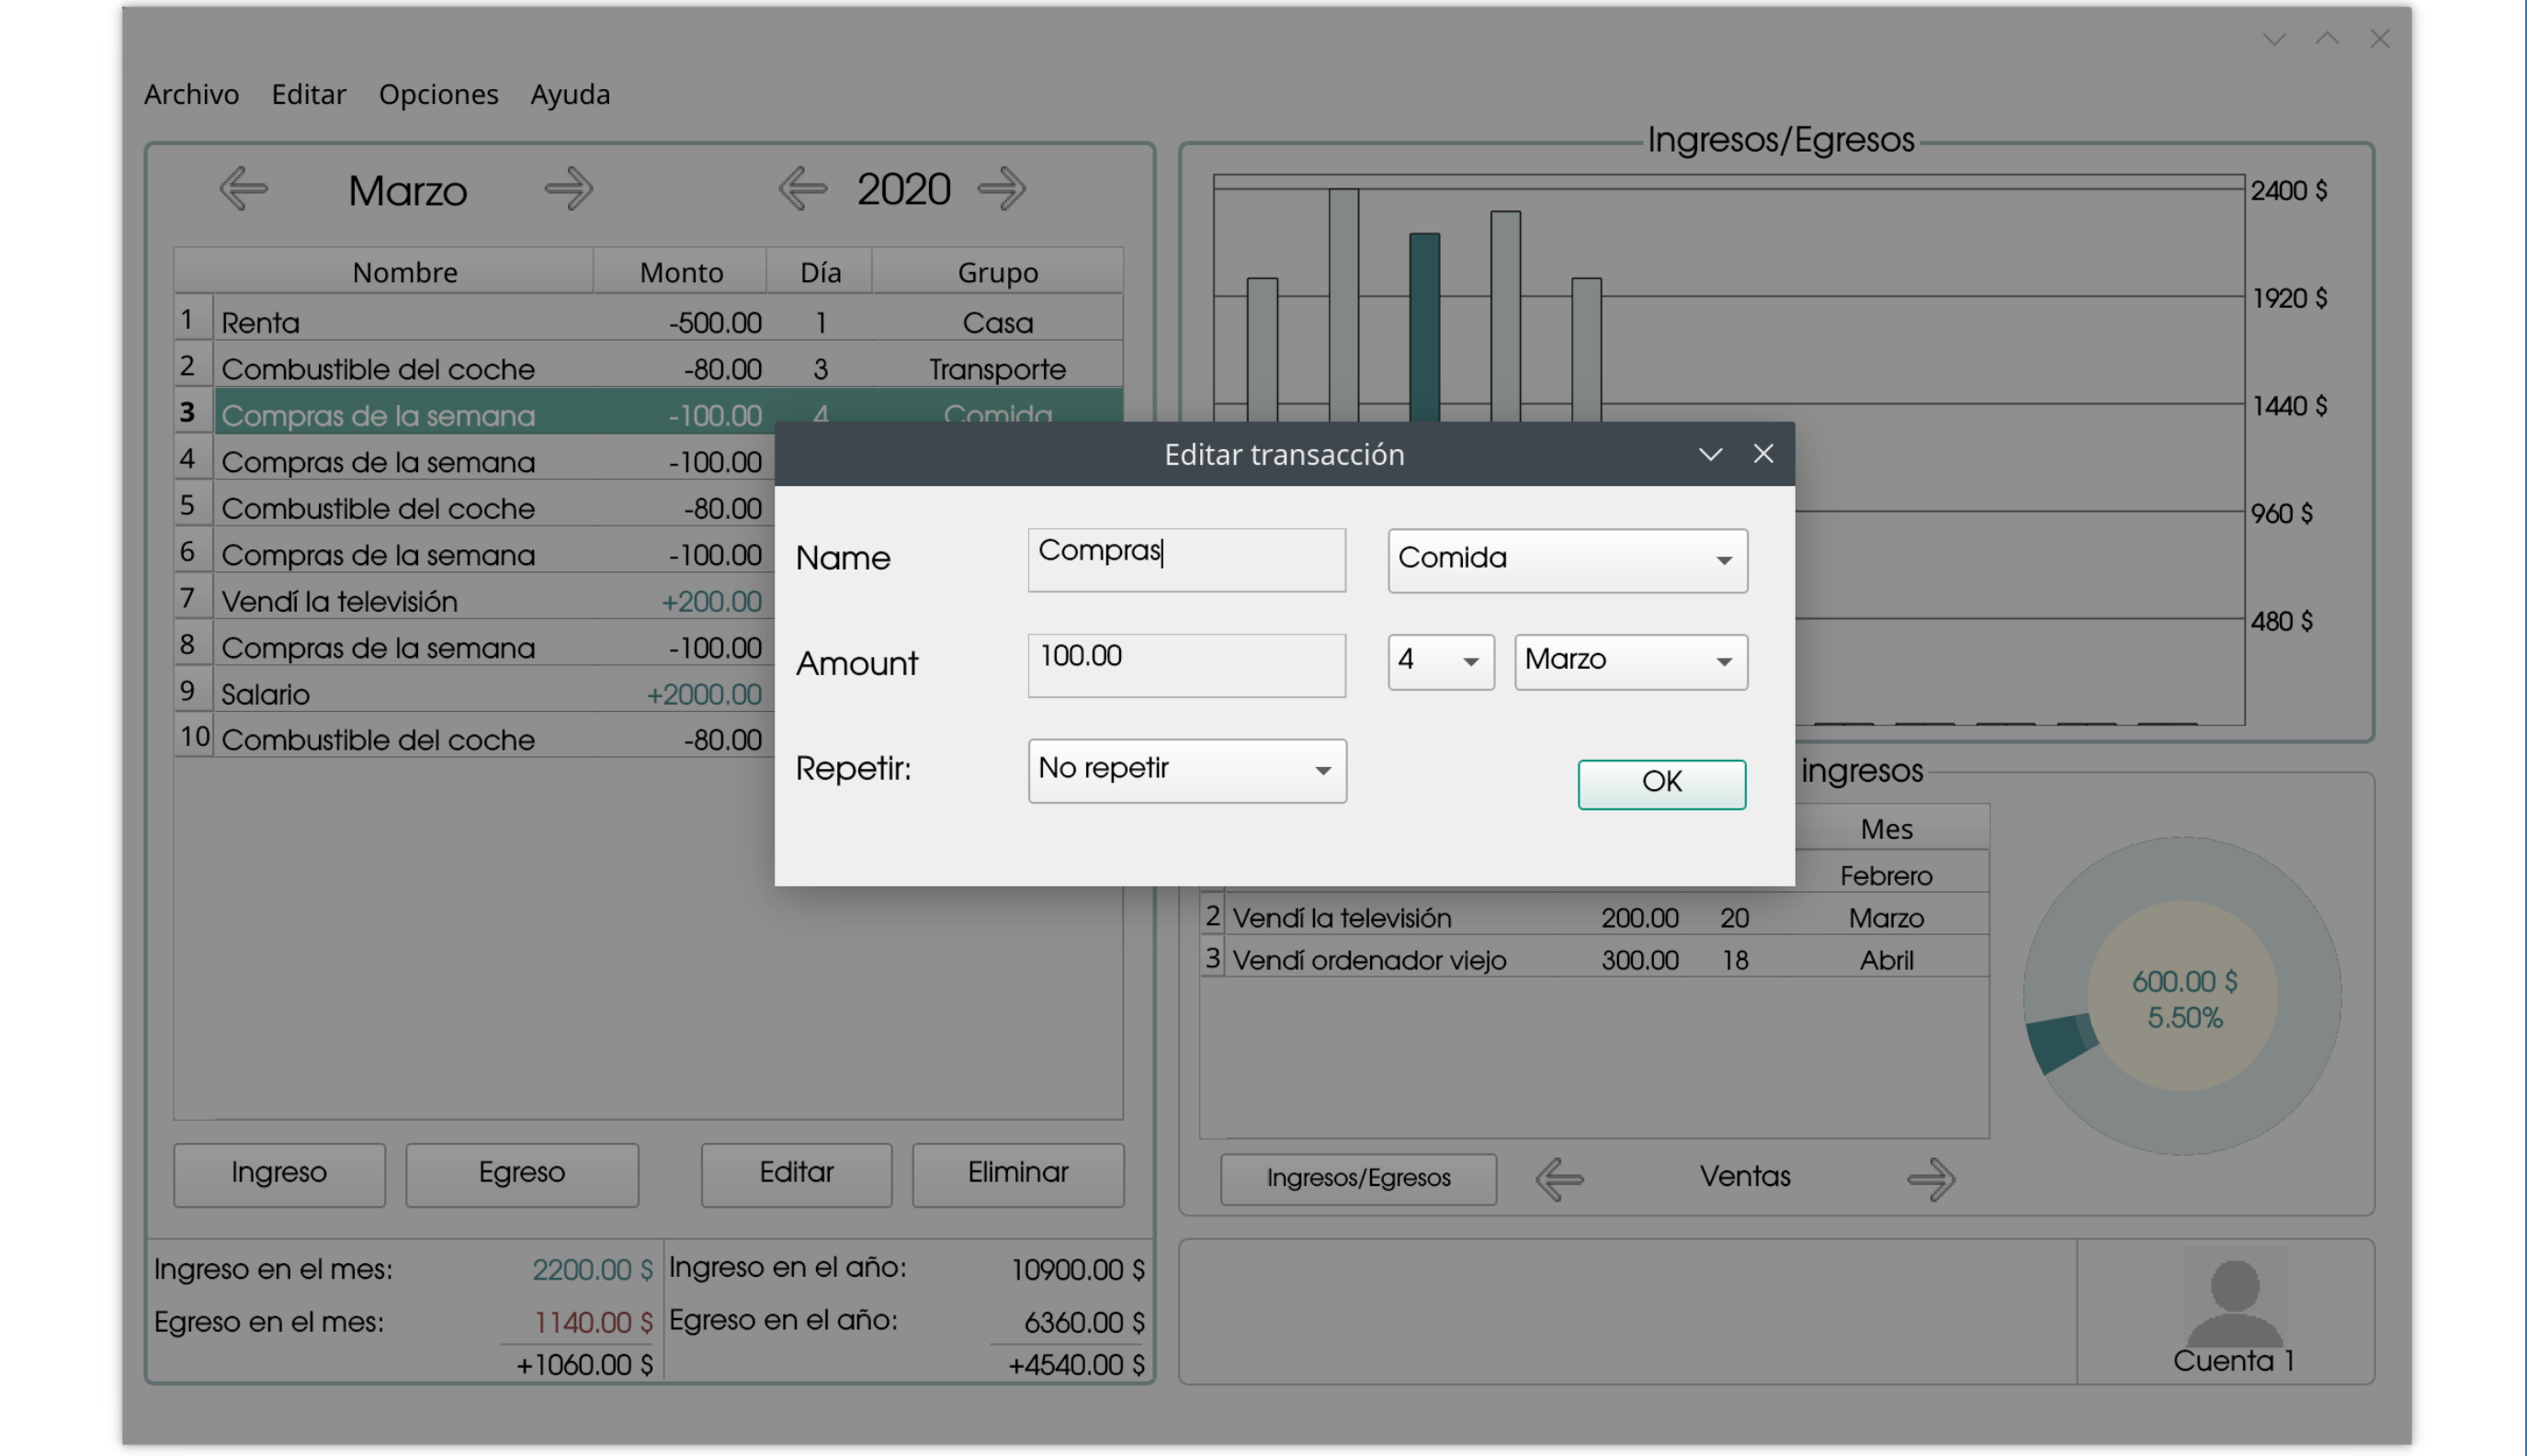 Archivo Editar Opciones Ayuda
Marzo 2020
Nombre Monto Día Grupo
1 Renta -500.00 1 Casa
2 Combustible del coche -80.00 3 Transporte
3 Compras de la semana -100.00 4 Comida
4 Compras de la semana -100.00
5 Combustible del coche -80.00
6 Compras de la semana -100.00
7 Vendí la televisión +200.00
8 Compras de la semana -100.00
9 Salario +2000.00
10 Combustible del coche -80.00
Ingreso Egreso Editar Eliminar
Ingreso en el mes: 2200.00 $ Ingreso en el año: 10900.00 $
Egreso en el mes: 1140.00 $ Egreso en el año: 6360.00 $
+1060.00 $ +4540.00 $
Ingresos/Egresos
2400 $
1920 $
1440 $
960 $
480 $
Editar transacción
Name Compras Comida
Amount 100.00 4 Marzo
Repetir: No repetir OK
ingresos
Mes
Febrero
2 Vendí la televisión 200.00 20 Marzo
3 Vendí ordenador viejo 300.00 18 Abril
600.00 $
5.50%
Ingresos/Egresos Ventas
Cuenta 1